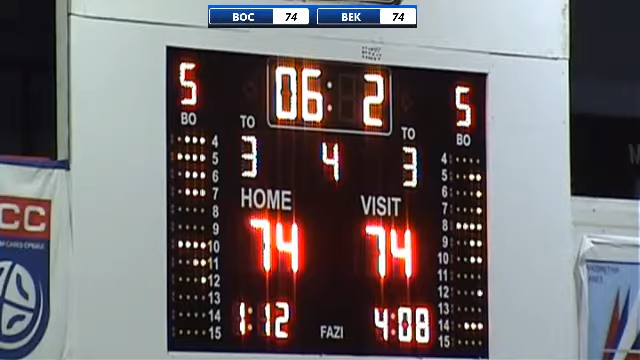 BOC 74 BEK 74
5 06: 2 5
BO TO TO BO
3 4 3
HOME VISIT
74 74
1:12 FAZI 4:08
4 4
5 5
6 6
7 7
8 8
9 9
10 10
11 11
12 12
13 13
14 14
15 15
CC